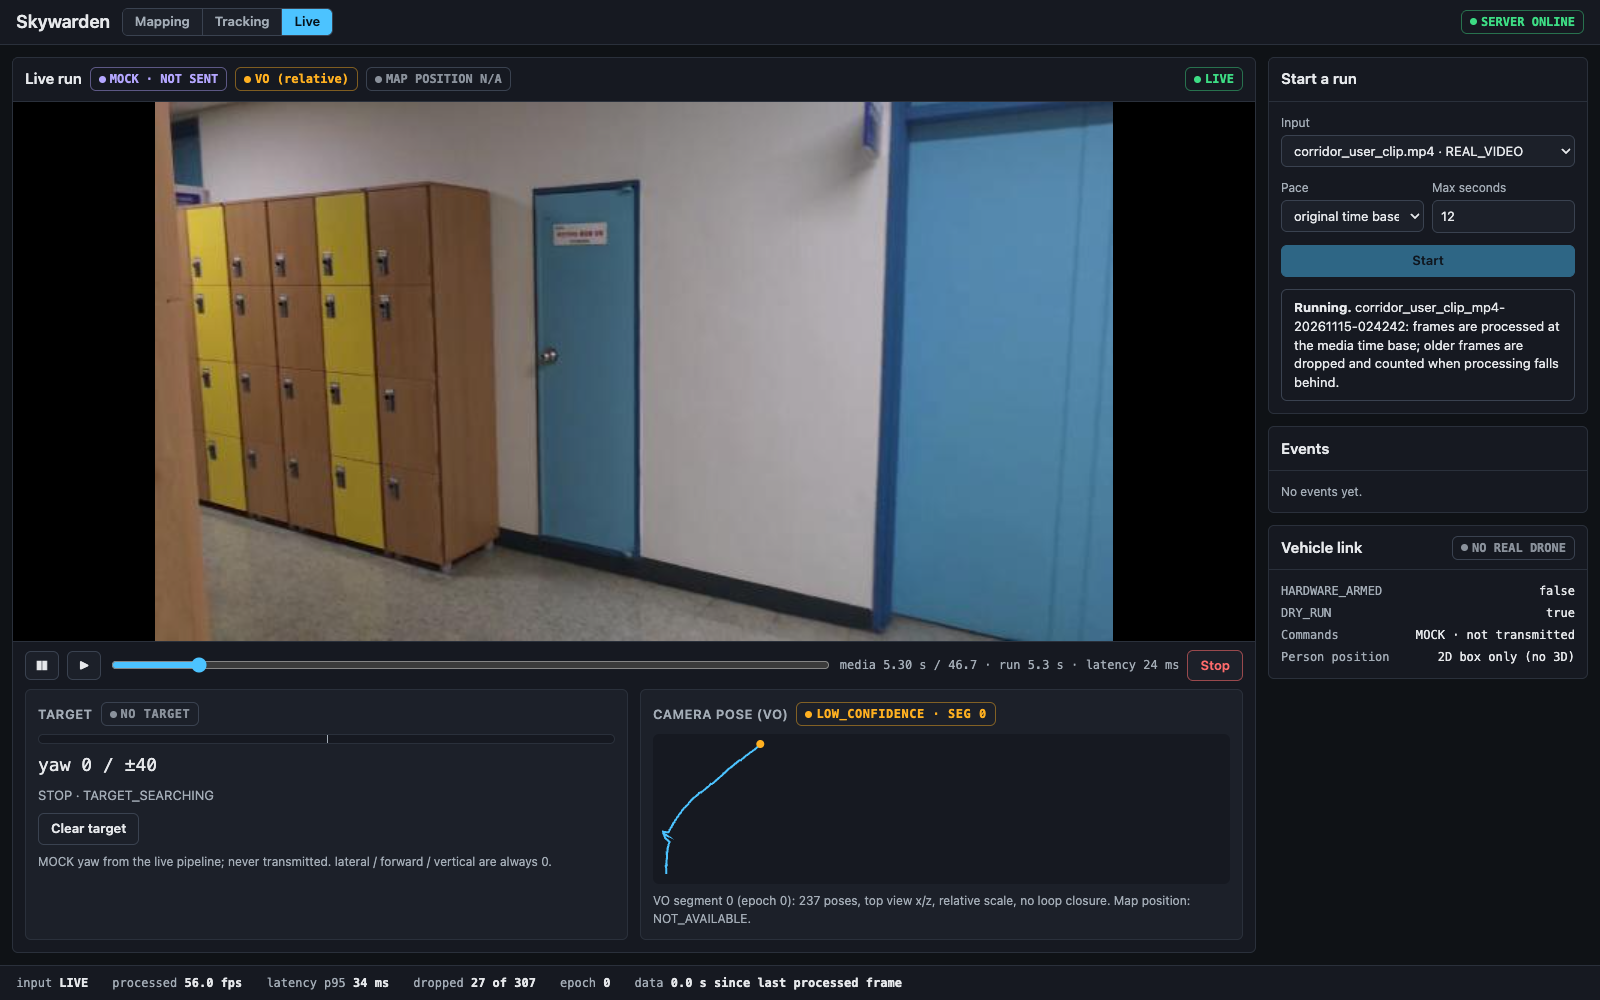 Skywarden
Mapping
Tracking
Live
SERVER ONLINE
Live run
MOCK · NOT SENT
VO (relative)
MAP POSITION N/A
LIVE
media 5.30 s / 46.7 · run 5.3 s · latency 24 ms
Stop
TARGET
NO TARGET
yaw 0 / ±40
STOP · TARGET_SEARCHING
Clear target
MOCK yaw from the live pipeline; never transmitted. lateral / forward / vertical are always 0.
CAMERA POSE (VO)
LOW_CONFIDENCE · SEG 0
VO segment 0 (epoch 0): 237 poses, top view x/z, relative scale, no loop closure. Map position:
NOT_AVAILABLE.
Start a run
Input
corridor_user_clip.mp4 · REAL_VIDEO
Pace
Max seconds
original time base
12
Start
Running. corridor_user_clip_mp4-
20261115-024242: frames are processed at
the media time base; older frames are
dropped and counted when processing falls
behind.
Events
No events yet.
Vehicle link
NO REAL DRONE
HARDWARE_ARMED false
DRY_RUN true
Commands MOCK · not transmitted
Person position 2D box only (no 3D)
input LIVE processed 56.0 fps latency p95 34 ms dropped 27 of 307 epoch 0 data 0.0 s since last processed frame